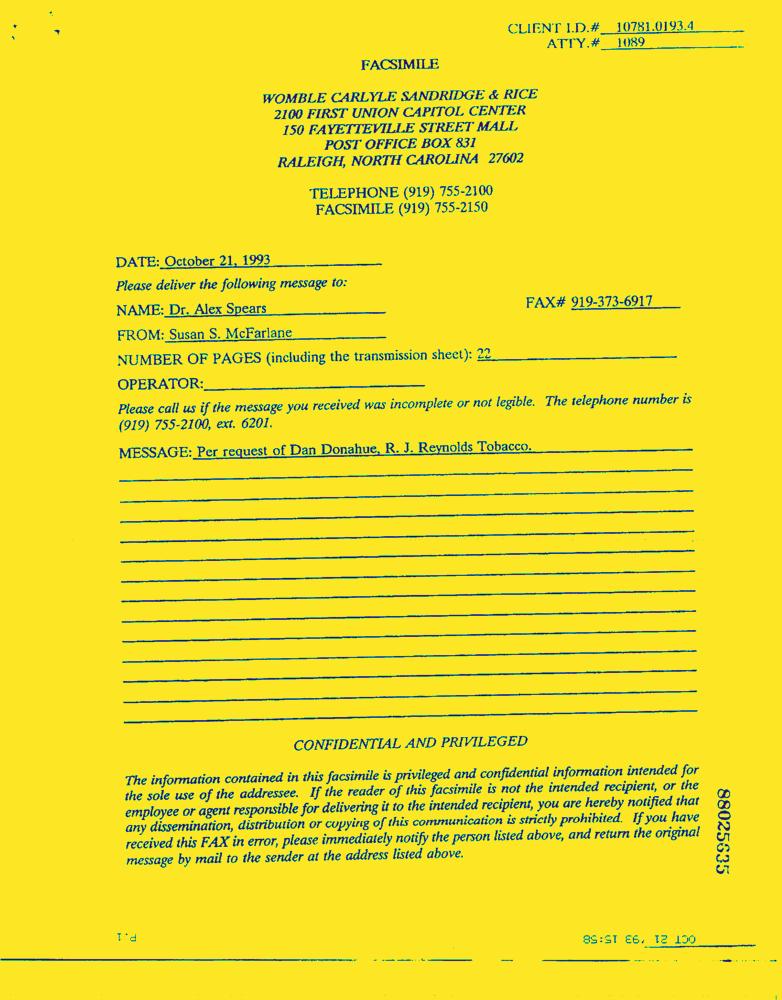 CLIENT I.D.# 10781.0193.4
ATTY.# 1089
FACSIMILE
WOMBLE CARLYLE SANDRIDGE & RICE
2100 FIRST UNION CAPITOL CENTER
150 FAYETTEVILLE STREET MALL
POST OFFICE BOX 831
RALEIGH, NORTH CAROLINA 27602
TELEPHONE (919) 755-2100
FACSIMILE (919) 755-2150
DATE: October 21, 1993
Please deliver the following message to:
NAME: Dr. Alex Spears FAX# 919-373-6917
FROM: Susan S. McFarlane
NUMBER OF PAGES (including the transmission sheet): 22
OPERATOR:
Please call us if the message you received was incomplete or not legible. The telephone number is
(919) 755-2100, ext. 6201.
MESSAGE: Per request of Dan Donahue, R. J. Reynolds Tobacco.
CONFIDENTIAL AND PRIVILEGED
The information contained in this facsimile is privileged and confidential information intended for
the sole use of the addressee. If the reader of this facsimile is not the intended recipient, or the
employee or agent responsible for delivering it to the intended recipient, you are hereby notified that
any dissemination, distribution or copying of this communication is strictly prohibited. If you have
received this FAX in error, please immediately notify the person listed above, and return the original
message by mail to the sender at the address listed above.
88025635
OCT 21 '93 15:58
P.1